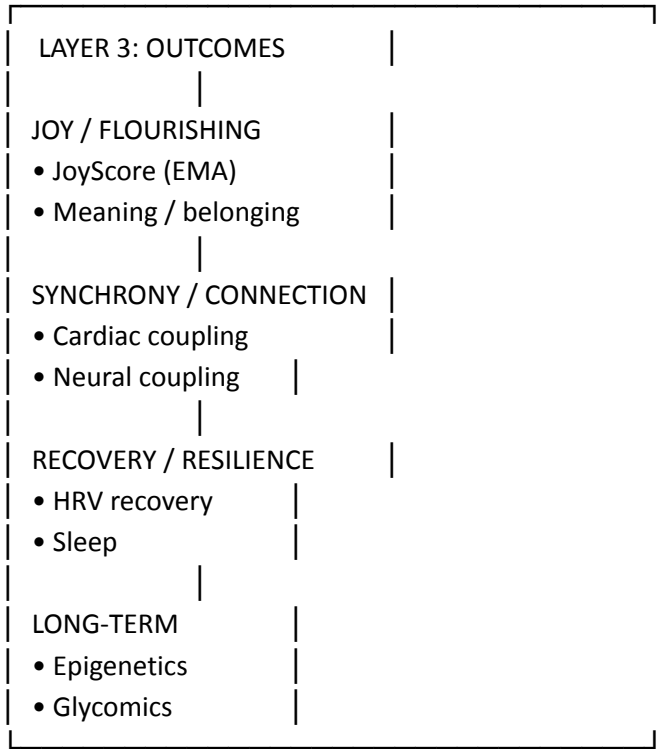 LAYER 3: OUTCOMES
JOY / FLOURISHING
• JoyScore (EMA)
• Meaning / belonging
SYNCHRONY / CONNECTION
• Cardiac coupling
• Neural coupling
RECOVERY / RESILIENCE
• HRV recovery
• Sleep
LONG-TERM
• Epigenetics
• Glycomics